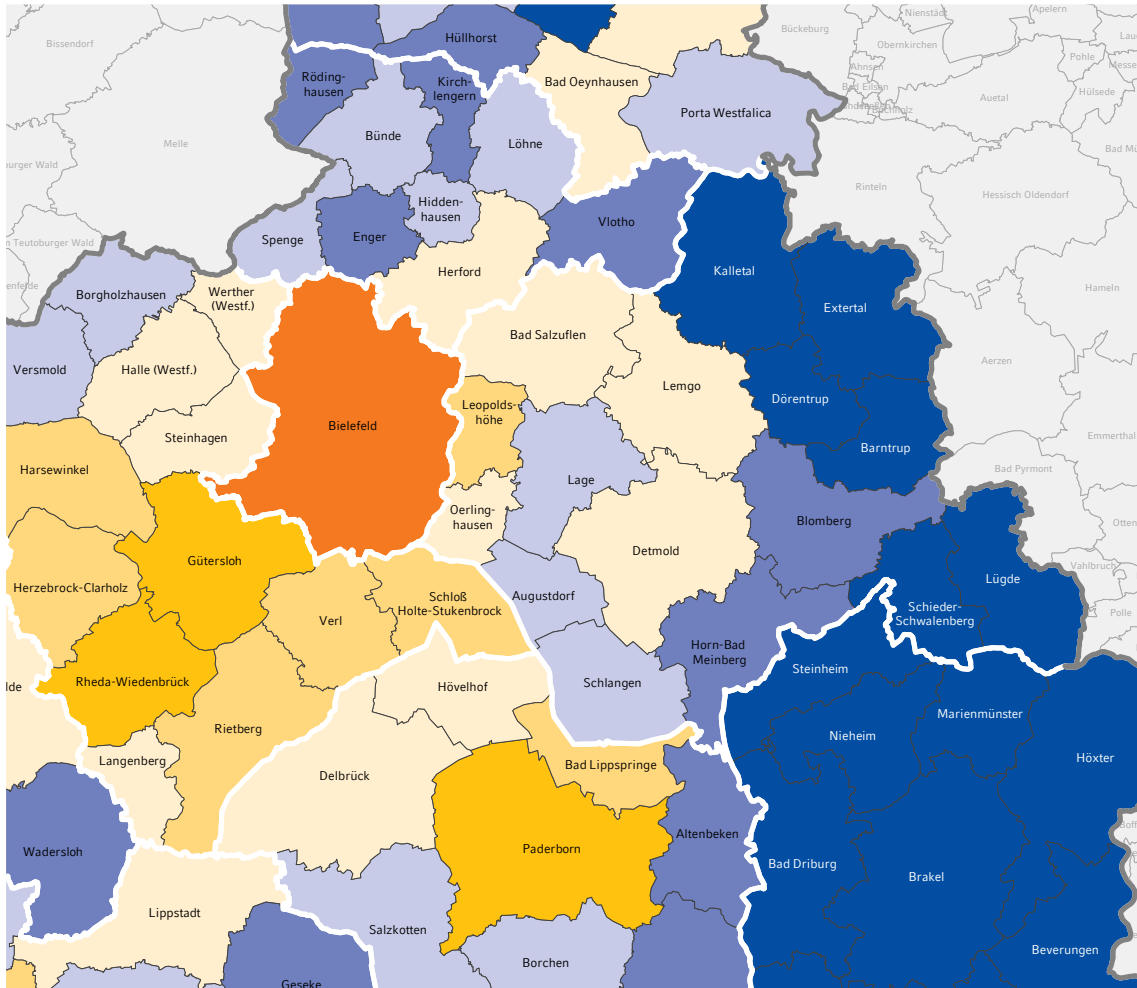 Bissendorf
Hüllhorst
Bückeburg
Nienstädt
Apelern
Obernkirchen
Pohle
Ahnsen
Röding-
hausen
Kirch-
lengern
Bad Oeynhausen
Bad Eilsen
Auetal
Hülsede
Buchholz
Porta Westfalica
Melle
Bünde
Löhne
Rinteln
Hessisch Oldendorf
Hidden-
hausen
Vlotho
Spenge
Enger
Herford
Kalletal
Hameln
Borgholzhausen
Werther
(Westf.)
Extertal
Bad Salzuflen
Aerzen
Versmold
Halle (Westf.)
Lemgo
Dörentrup
Leopolds-
höhe
Bielefeld
Steinhagen
Emmerthal
Barntrup
Harsewinkel
Bad Pyrmont
Lage
Oerling-
hausen
Blomberg
Detmold
Gütersloh
Vahlbruch
Lügde
Herzebrock-Clarholz
Schloß
Holte-Stukenbrock
Augustdorf
Schieder-
Schwalenberg
Polle
Verl
Horn-Bad
Meinberg
Steinheim
Rheda-Wiedenbrück
Hövelhof
Schlangen
Marienmünster
Rietberg
Nieheim
Langenberg
Delbrück
Bad Lippspringe
Höxter
Altenbeken
Wadersloh
Paderborn
Bad Driburg
Brakel
Lippstadt
Salzkotten
Borchen
Beverungen
Geseke